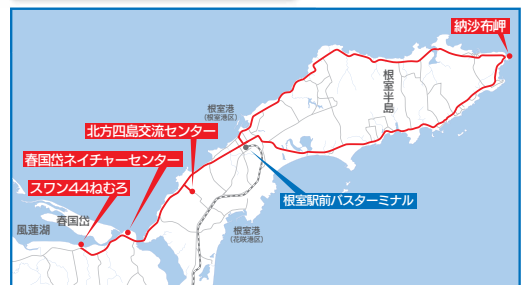 納沙布岬
根室半島
根室港
(根室港区)
北方四島交流センター
春国岱ネイチャーセンター
スワン44ねむろ
根室駅前バスターミナル
春国岱
風蓮湖
根室港
(花咲港区)